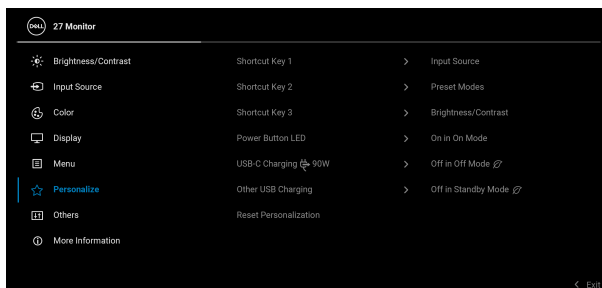 DELL 27 Monitor
Brightness/Contrast Shortcut Key 1 > Input Source
Input Source Shortcut Key 2 > Preset Modes
Color Shortcut Key 3 > Brightness/Contrast
Display Power Button LED > On in On Mode
Menu USB-C Charging 90W > Off in Off Mode
Personalize Other USB Charging > Off in Standby Mode
Others Reset Personalization
More Information
< Exit